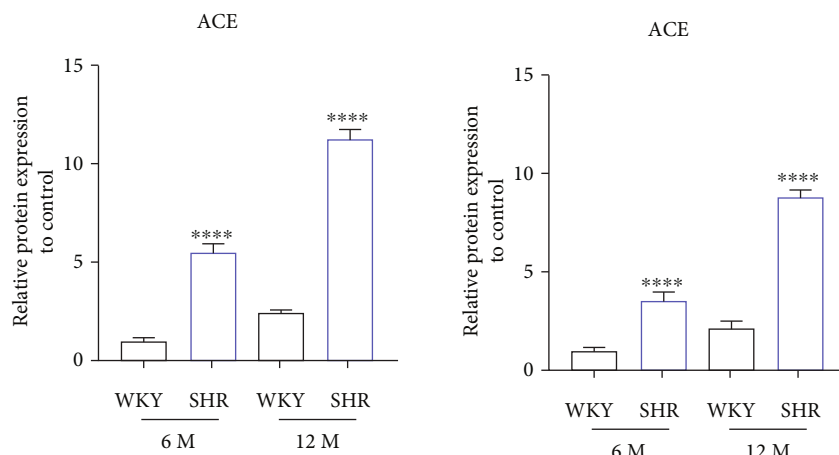 ACE
Relative protein expression
to control
15
10
5
0
****
****
WKY SHR WKY SHR
6 M 12 M
ACE
Relative protein expression
to control
15
10
5
0
****
****
WKY SHR WKY SHR
6 M 12 M